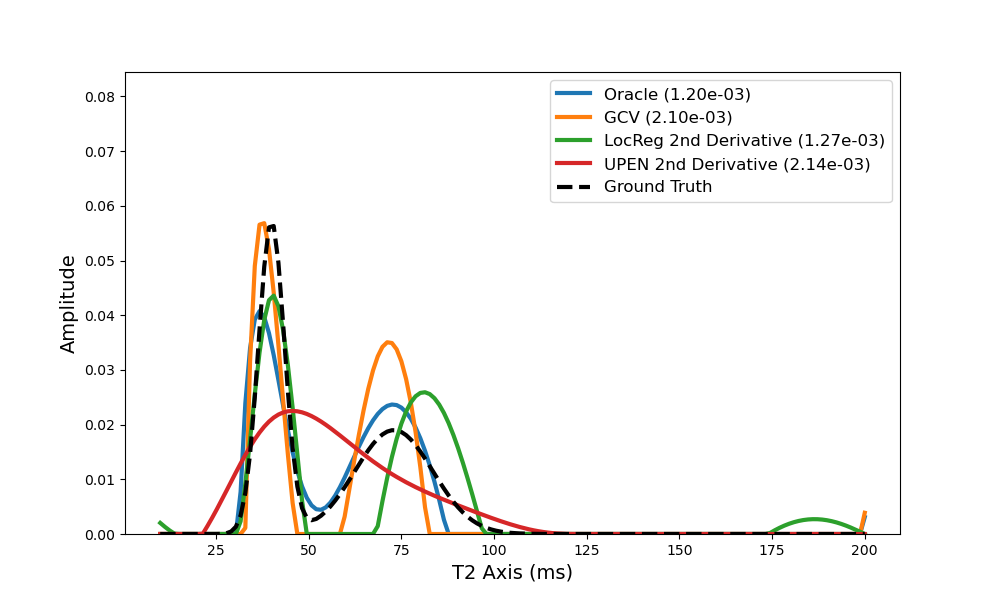 0.08
0.07
0.06
0.05
0.04
0.03
0.02
0.01
0.00
Amplitude
25
50
75
100
125
150
175
200
T2 Axis (ms)
Oracle (1.20e-03)
GCV (2.10e-03)
LocReg 2nd Derivative (1.27e-03)
UPEN 2nd Derivative (2.14e-03)
Ground Truth